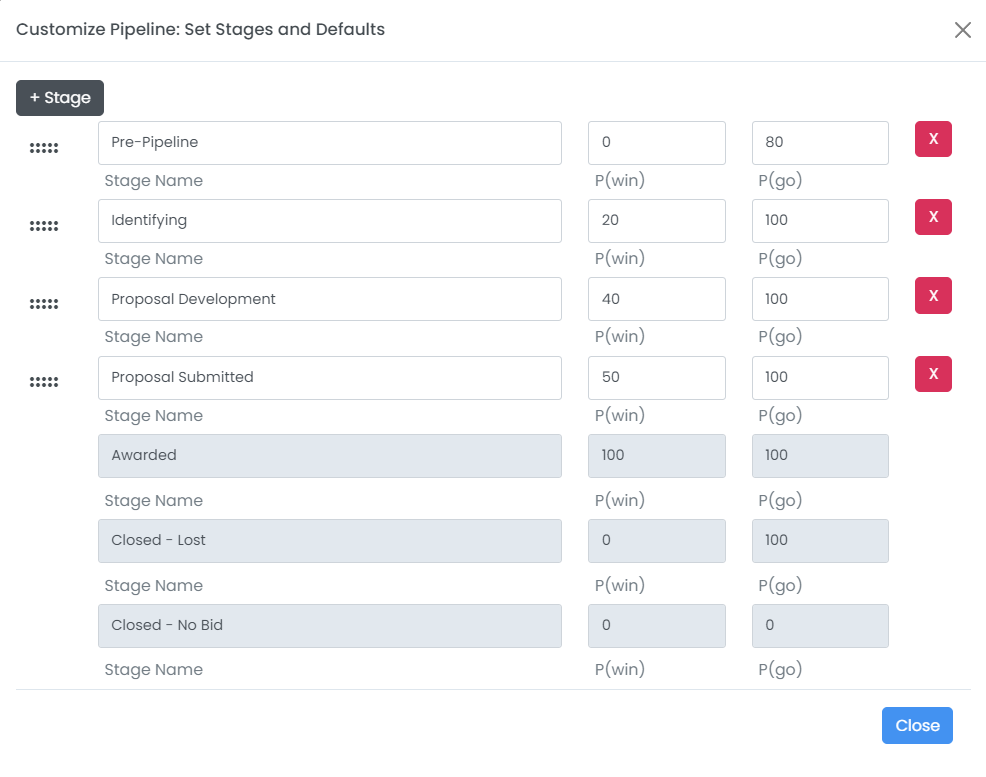 Customize Pipeline: Set Stages and Defaults
+ Stage
Pre-Pipeline 0 80 X
Stage Name P(win) P(go)
Identifying 20 100 X
Stage Name P(win) P(go)
Proposal Development 40 100 X
Stage Name P(win) P(go)
Proposal Submitted 50 100 X
Stage Name P(win) P(go)
Awarded 100 100
Stage Name P(win) P(go)
Closed - Lost 0 100
Stage Name P(win) P(go)
Closed - No Bid 0 0
Stage Name P(win) P(go)
Close